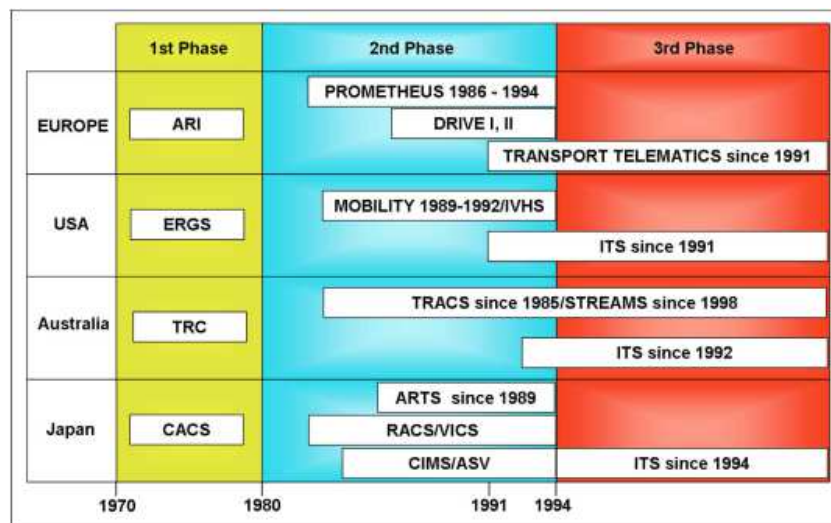 1st Phase
2nd Phase
3rd Phase
EUROPE
ARI
PROMETHEUS 1986 - 1994
DRIVE I, II
TRANSPORT TELEMATICS since 1991
USA
ERGS
MOBILITY 1989-1992/IVHS
ITS since 1991
Australia
TRC
TRACS since 1985/STREAMS since 1998
ITS since 1992
Japan
CACS
ARTS since 1989
RACS/VICS
CIMS/ASV
ITS since 1994
1970
1980
1991
1994